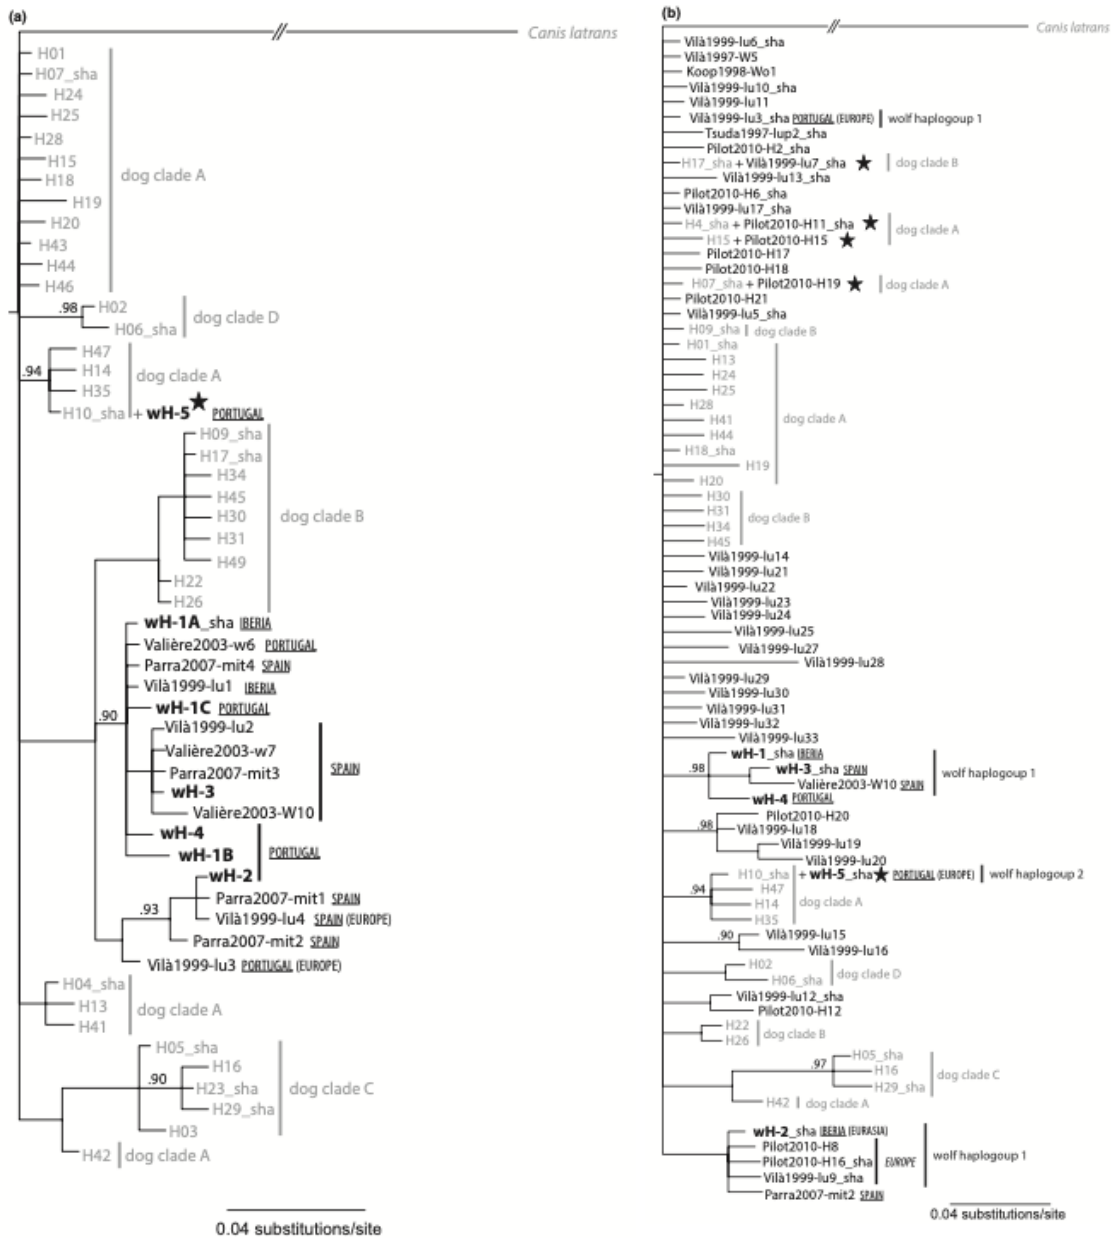 (a)
Canis latrans
H01
H07_sha
H24
H25
H28
H15
dog clade A
H18
H19
H20
H43
H44
H46
.98 H02
dog clade D
H06_sha
H47
.94 H14
dog clade A
H35
H10_sha + wH-5 PORTUGAL
H09_sha
H17_sha
H34
H45
H30 dog clade B
H31
H49
H22
H26
wH-1A_sha IBERIA
Valière2003-w6 PORTUGAL
Parra2007-mit4 SPAIN
Vilà1999-lu1 IBERIA
.90 wH-1C PORTUGAL
Vilà1999-lu2
Valière2003-w7
Parra2007-mit3 SPAIN
wH-3
Valière2003-W10
wH-4
wH-1B PORTUGAL
wH-2
Parra2007-mit1 SPAIN
.93 Vilà1999-lu4 SPAIN (EUROPE)
Parra2007-mit2 SPAIN
Vilà1999-lu3 PORTUGAL (EUROPE)
H04_sha
H13 dog clade A
H41
H05_sha
H16
.90 H23_sha dog clade C
H29_sha
H03
H42 dog clade A
0.04 substitutions/site
(b)
Canis latrans
Vilà1999-lu6_sha
Vilà1997-W5
Koop1998-Wo1
Vilà1999-lu10_sha
Vilà1999-lu11
Vilà1999-lu3_sha PORTUGAL (EUROPE) wolf haplogoup 1
Tsuda1997-lup2_sha
Pilot2010-H2_sha
H17_sha + Vilà1999-lu7_sha dog clade B
Vilà1999-lu13_sha
Pilot2010-H6_sha
Vilà1999-lu17_sha
H4_sha + Pilot2010-H11_sha
dog clade A
H15 + Pilot2010-H15
Pilot2010-H17
Pilot2010-H18
H07_sha + Pilot2010-H19 dog clade A
Pilot2010-H21
Vilà1999-lu5_sha
H09_sha dog clade B
H01_sha
H13
H24
H25
H28
H41 dog clade A
H44
H18_sha
H19
H20
H30
H31
dog clade B
H34
H45
Vilà1999-lu14
Vilà1999-lu21
Vilà1999-lu22
Vilà1999-lu23
Vilà1999-lu24
Vilà1999-lu25
Vilà1999-lu27
Vilà1999-lu28
Vilà1999-lu29
Vilà1999-lu30
Vilà1999-lu31
Vilà1999-lu32
Vilà1999-lu33
wH-1_sha IBERIA
.98 wH-3_sha SPAIN wolf haplogoup 1
Valière2003-W10 SPAIN
wH-4 PORTUGAL
Pilot2010-H20
.98 Vilà1999-lu18
Vilà1999-lu19
Vilà1999-lu20
H10_sha + wH-5_sha PORTUGAL (EUROPE) wolf haplogoup 2
.94 H47
H14 dog clade A
H35
.90 Vilà1999-lu15
Vilà1999-lu16
H02
dog clade D
H06_sha
Vilà1999-lu12_sha
Pilot2010-H12
H22
dog clade B
H26
H05_sha
.97 H16 dog clade C
H29_sha
H42 dog clade A
wH-2_sha IBERIA (EURASIA)
Pilot2010-H8
Pilot2010-H16_sha EUROPE wolf haplogoup 1
Vilà1999-lu9_sha
Parra2007-mit2 SPAIN
0.04 substitutions/site